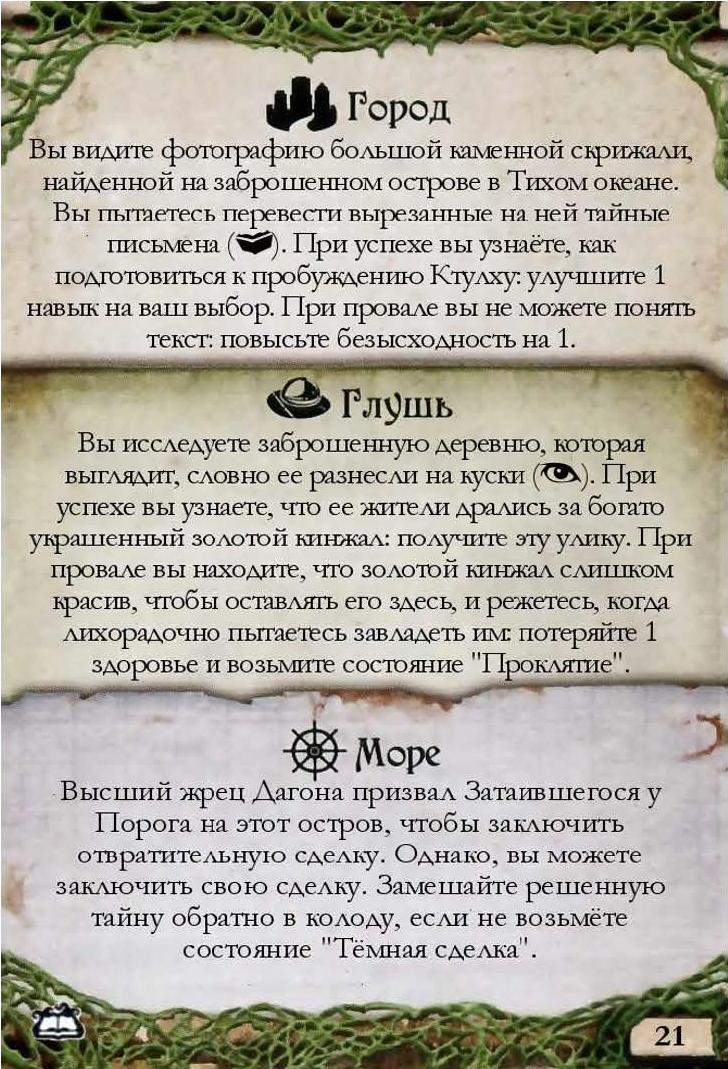 Город
Вы видите фотографию большой каменной скрижали,
найденной на заброшенном острове в Тихом океане.
Вы пытаетесь перевести вырезанные на ней тайные
письмена ( ). При успехе вы узнаёте, как
подготовиться к пробуждению Ктулху: улучшите 1
навык на ваш выбор. При провале вы не можете понять
текст: повысьте безысходность на 1.
Глушь
Вы исследуете заброшенную деревню, которая
выглядит, словно ее разнесли на куски ( ). При
успехе вы узнаете, что ее жители дрались за богато
украшенный золотой кинжал: получите эту улику. При
провале вы находите, что золотой кинжал слишком
красив, чтобы оставлять его здесь, и режетесь, когда
лихорадочно пытаетесь завладеть им: потеряйте 1
здоровье и возьмите состояние "Проклятие".
Море
Высший жрец Дагона призвал Затаившегося у
Порога на этот остров, чтобы заключить
отвратительную сделку. Однако, вы можете
заключить свою сделку. Замешайте решенную
тайну обратно в колоду, если не возьмёте
состояние "Тёмная сделка".
21